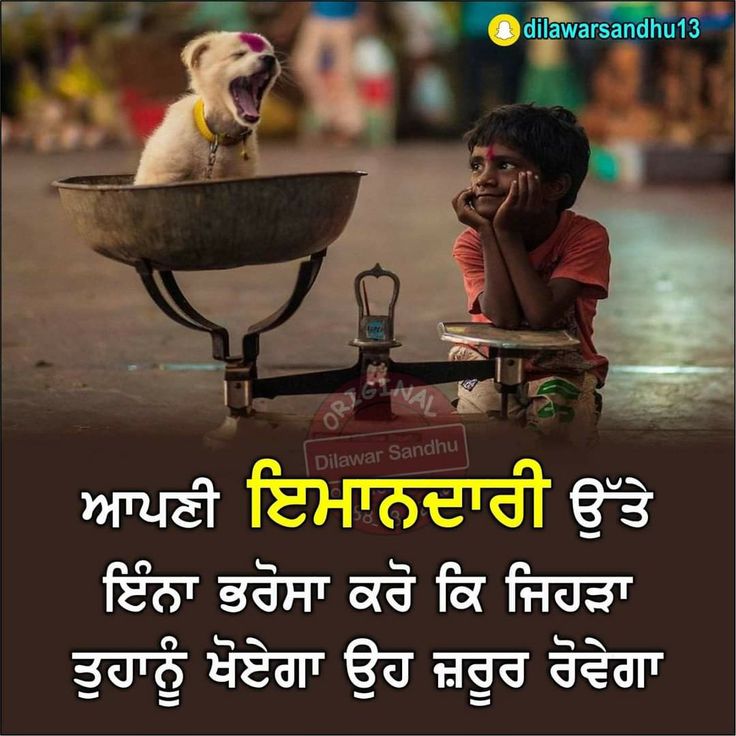 dilawarsandhu13
ORIGINAL
Dilawar Sandhu
ਆਪਣੀ ਇਮਾਨਦਾਰੀ ਉੱਤੇ
ਇੰਨਾ ਭਰੋਸਾ ਕਰੋ ਕਿ ਜਿਹੜਾ
ਤੁਹਾਨੂੰ ਖੋਏਗਾ ਉਹ ਜ਼ਰੂਰ ਰੋਵੇਗਾ